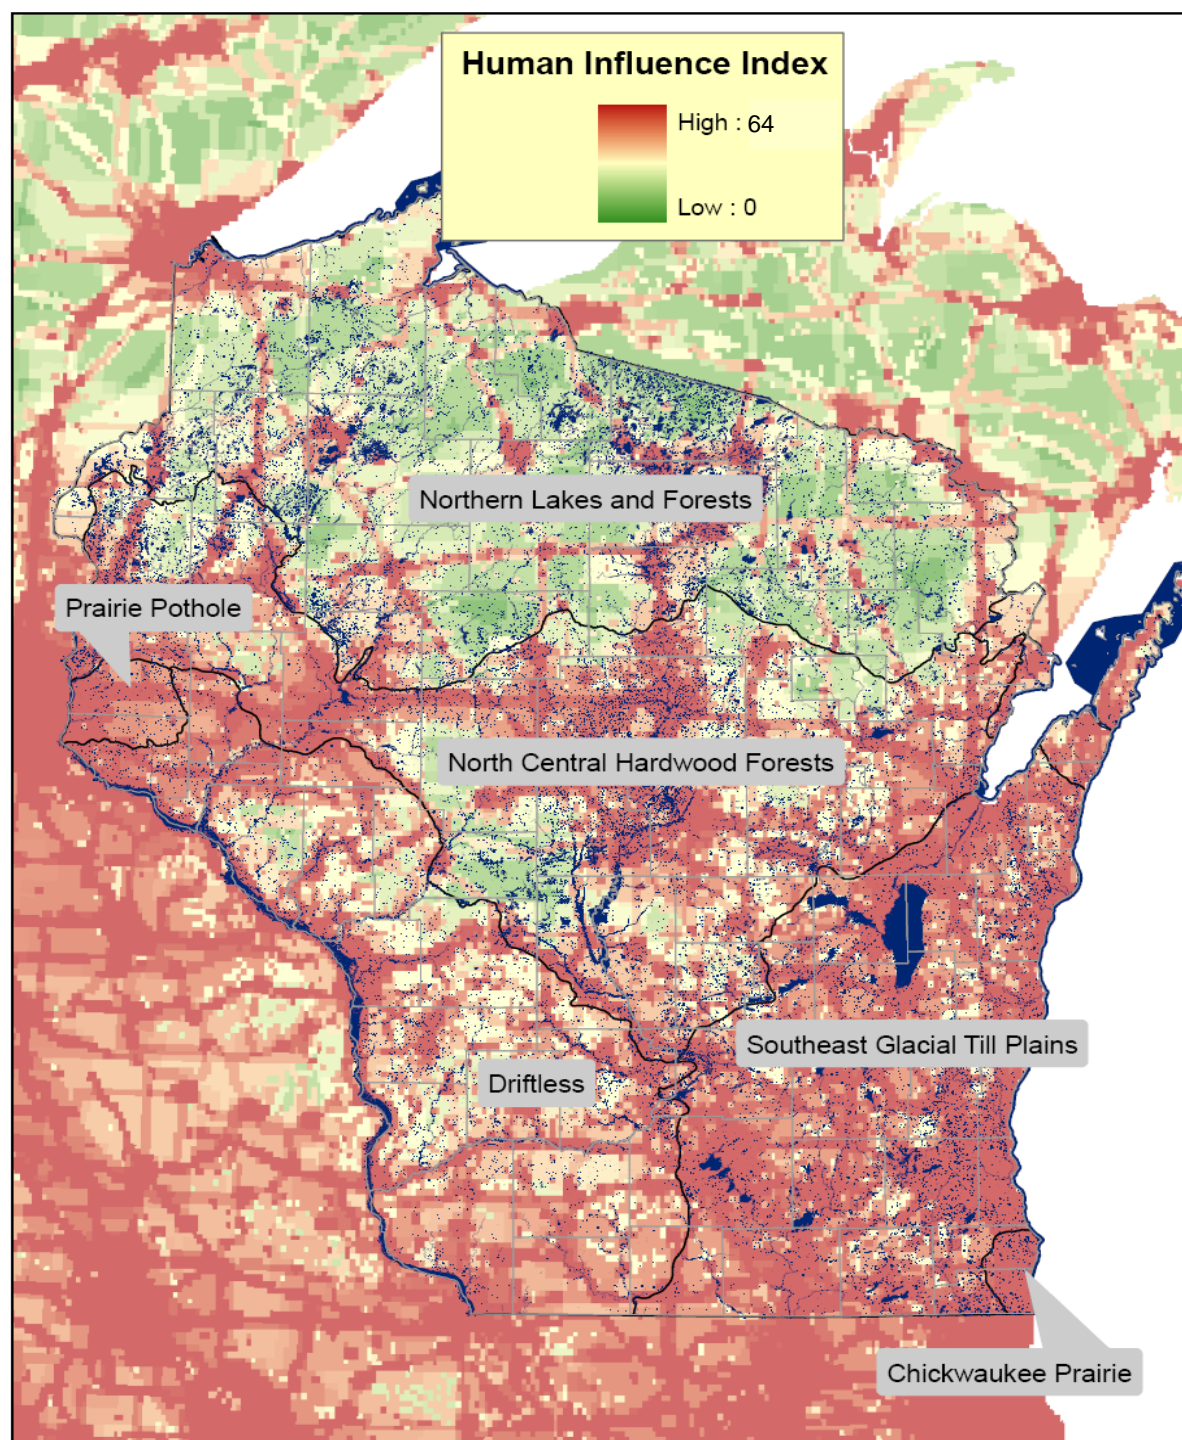 Human Influence Index
High : 64
Low : 0
Northern Lakes and Forests
Prairie Pothole
North Central Hardwood Forests
Southeast Glacial Till Plains
Driftless
Chickwaukee Prairie